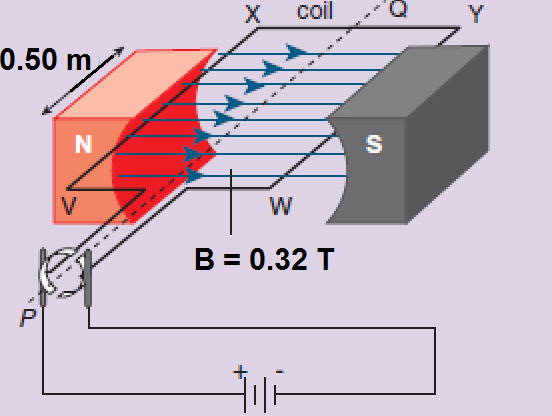 X coil Q Y
0.50 m
N S
V W
B = 0.32 T
P
+ -